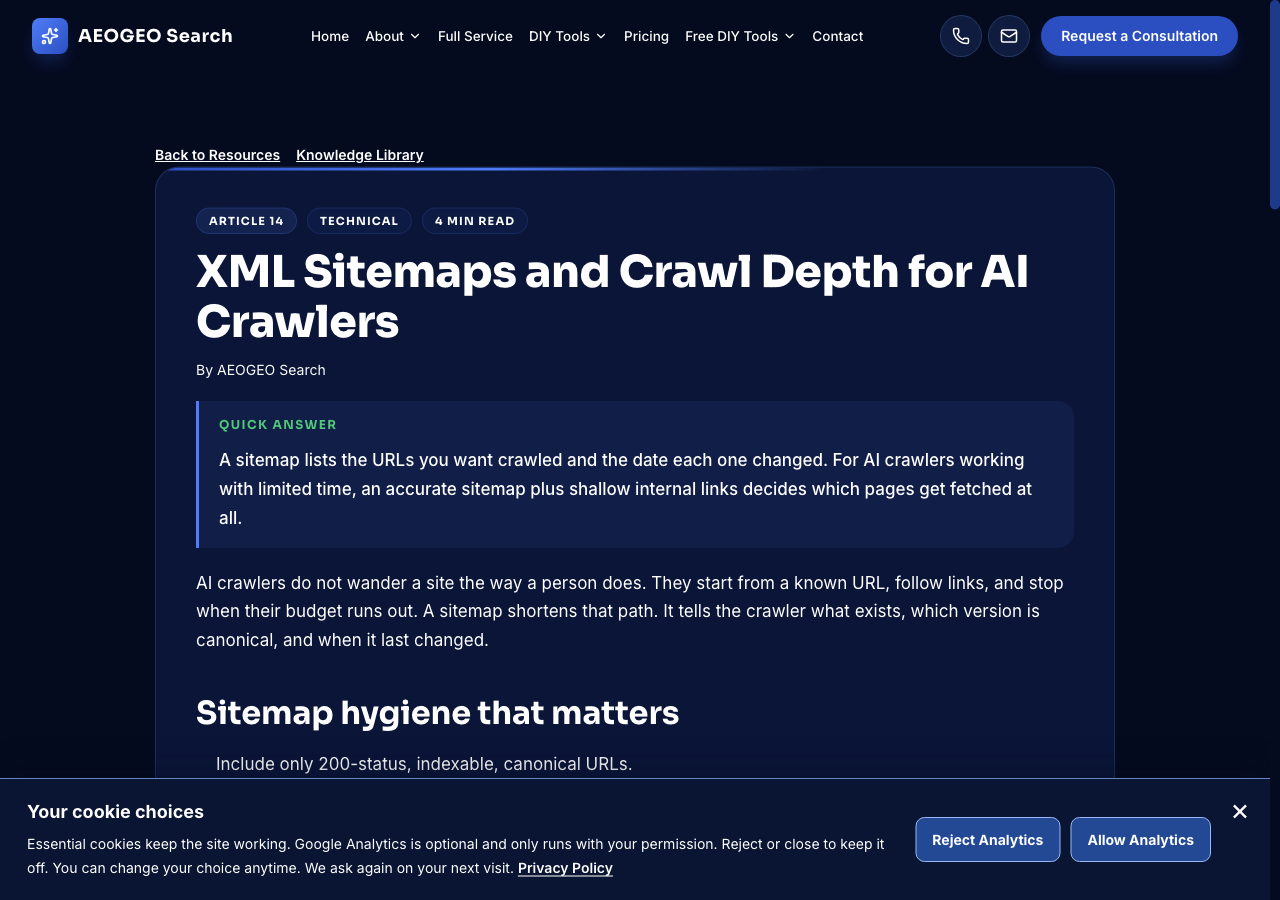 AEOGEO Search
Home
About
Full Service
DIY Tools
Pricing
Free DIY Tools
Contact
Request a Consultation
Back to Resources
Knowledge Library
ARTICLE 14
TECHNICAL
4 MIN READ
XML Sitemaps and Crawl Depth for AI
Crawlers
By AEOGEO Search
QUICK ANSWER
A sitemap lists the URLs you want crawled and the date each one changed. For AI crawlers working
with limited time, an accurate sitemap plus shallow internal links decides which pages get fetched at
all.
AI crawlers do not wander a site the way a person does. They start from a known URL, follow links, and stop
when their budget runs out. A sitemap shortens that path. It tells the crawler what exists, which version is
canonical, and when it last changed.
Sitemap hygiene that matters
Include only 200-status, indexable, canonical URLs.
Your cookie choices
Essential cookies keep the site working. Google Analytics is optional and only runs with your permission. Reject or close to keep it
off. You can change your choice anytime. We ask again on your next visit. Privacy Policy
Reject Analytics
Allow Analytics